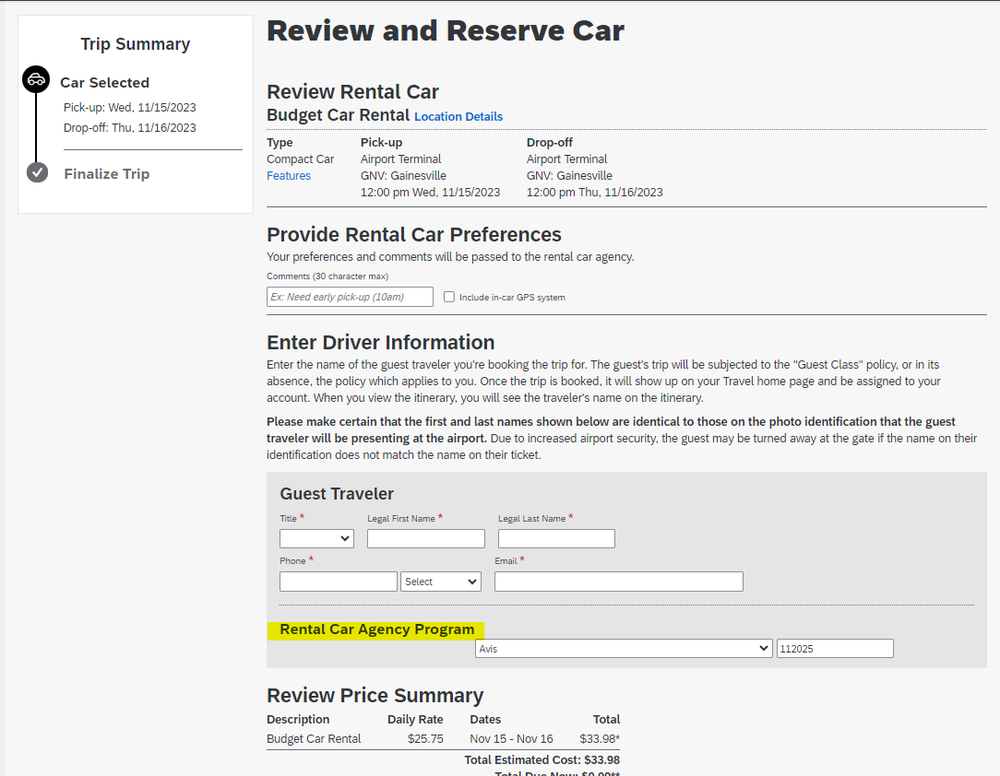 Trip Summary
Car Selected
Pick-up: Wed, 11/15/2023
Drop-off: Thu, 11/16/2023
Finalize Trip
Review and Reserve Car
Review Rental Car
Budget Car Rental Location Details
Type Pick-up Drop-off
Compact Car Airport Terminal Airport Terminal
Features GNV: Gainesville GNV: Gainesville
12:00 pm Wed, 11/15/2023 12:00 pm Thu, 11/16/2023
Provide Rental Car Preferences
Your preferences and comments will be passed to the rental car agency.
Comments (30 character max)
Ex: Need early pick-up (10am) Include in-car GPS system
Enter Driver Information
Enter the name of the guest traveler you're booking the trip for. The guest's trip will be subjected to the "Guest Class" policy, or in its
absence, the policy which applies to you. Once the trip is booked, it will show up on your Travel home page and be assigned to your
account. When you view the itinerary, you will see the traveler's name on the itinerary.
Please make certain that the first and last names shown below are identical to those on the photo identification that the guest
traveler will be presenting at the airport. Due to increased airport security, the guest may be turned away at the gate if the name on their
identification does not match the name on their ticket.
Guest Traveler
Title * Legal First Name * Legal Last Name *
Phone * Email *
Select
Rental Car Agency Program
Avis 112025
Review Price Summary
Description Daily Rate Dates Total
Budget Car Rental $25.75 Nov 15 - Nov 16 $33.98*
Total Estimated Cost: $33.98
Total Due Now: $0.00**